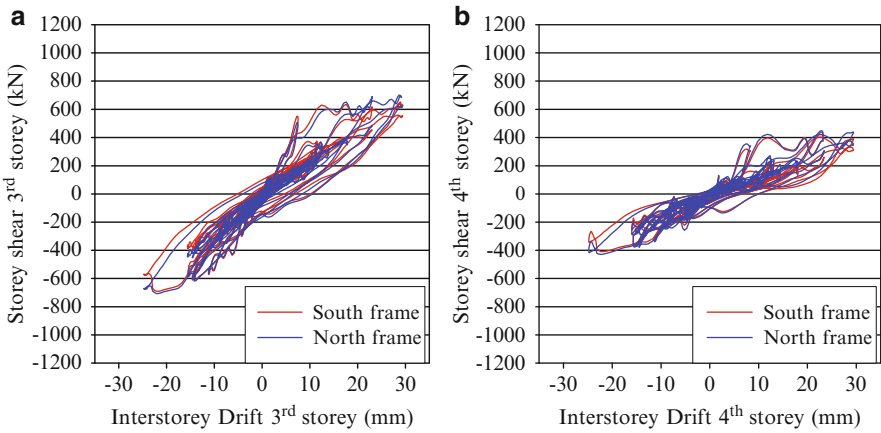 a
1200
1000
800
600
400
200
0
-200
-400
-600
-800
-1000
-1200
Storey shear 3rd storey (kN)
South frame
North frame
-30 -20 -10 0 10 20 30
Interstorey Drift 3rd storey (mm)
b
1200
1000
800
600
400
200
0
-200
-400
-600
-800
-1000
-1200
Storey shear 4th storey (kN)
South frame
North frame
-30 -20 -10 0 10 20 30
Interstorey Drift 4th storey (mm)